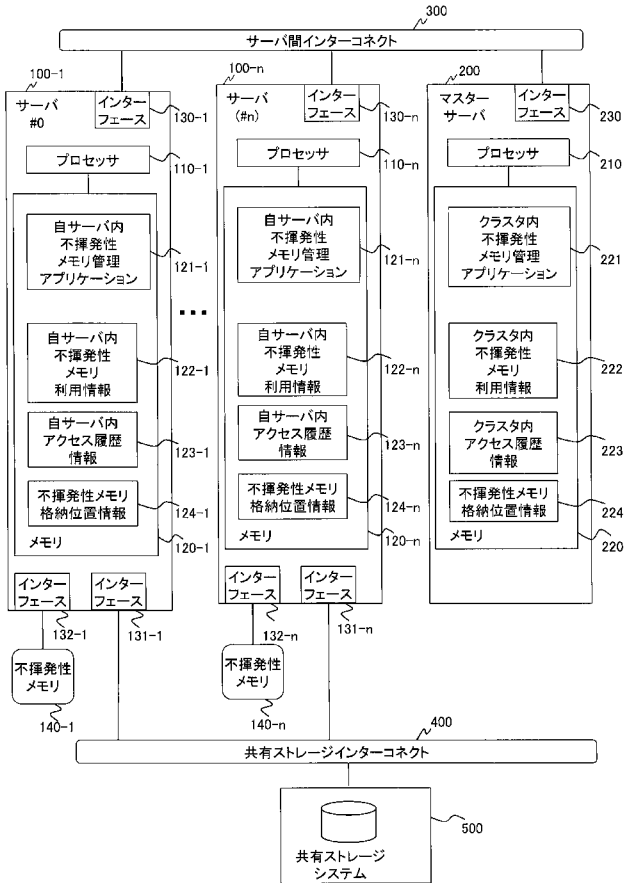 300
サーバ間インターコネクト
100-1
サーバ
#0
インター
フェース
130-1
プロセッサ
110-1
自サーバ内
不揮発性
メモリ管理
アプリケーション
121-1
自サーバ内
不揮発性
メモリ
利用情報
122-1
自サーバ内
アクセス履歴
情報
123-1
不揮発性メモリ
格納位置情報
124-1
メモリ
120-1
インター
フェース
132-1
インター
フェース
131-1
不揮発性
メモリ
140-1
•••
100-n
サーバ
(#n)
インター
フェース
130-n
プロセッサ
110-n
自サーバ内
不揮発性
メモリ管理
アプリケーション
121-n
自サーバ内
不揮発性
メモリ
利用情報
122-n
自サーバ内
アクセス履歴
情報
123-n
不揮発性メモリ
格納位置情報
124-n
メモリ
120-n
インター
フェース
132-n
インター
フェース
131-n
不揮発性
メモリ
140-n
200
マスター
サーバ
インター
フェース
230
プロセッサ
210
クラスタ内
不揮発性
メモリ管理
アプリケーション
221
クラスタ内
不揮発性
メモリ
利用情報
222
クラスタ内
アクセス履歴
情報
223
不揮発性メモリ
格納位置情報
224
メモリ
220
400
共有ストレージインターコネクト
共有ストレージ
システム
500